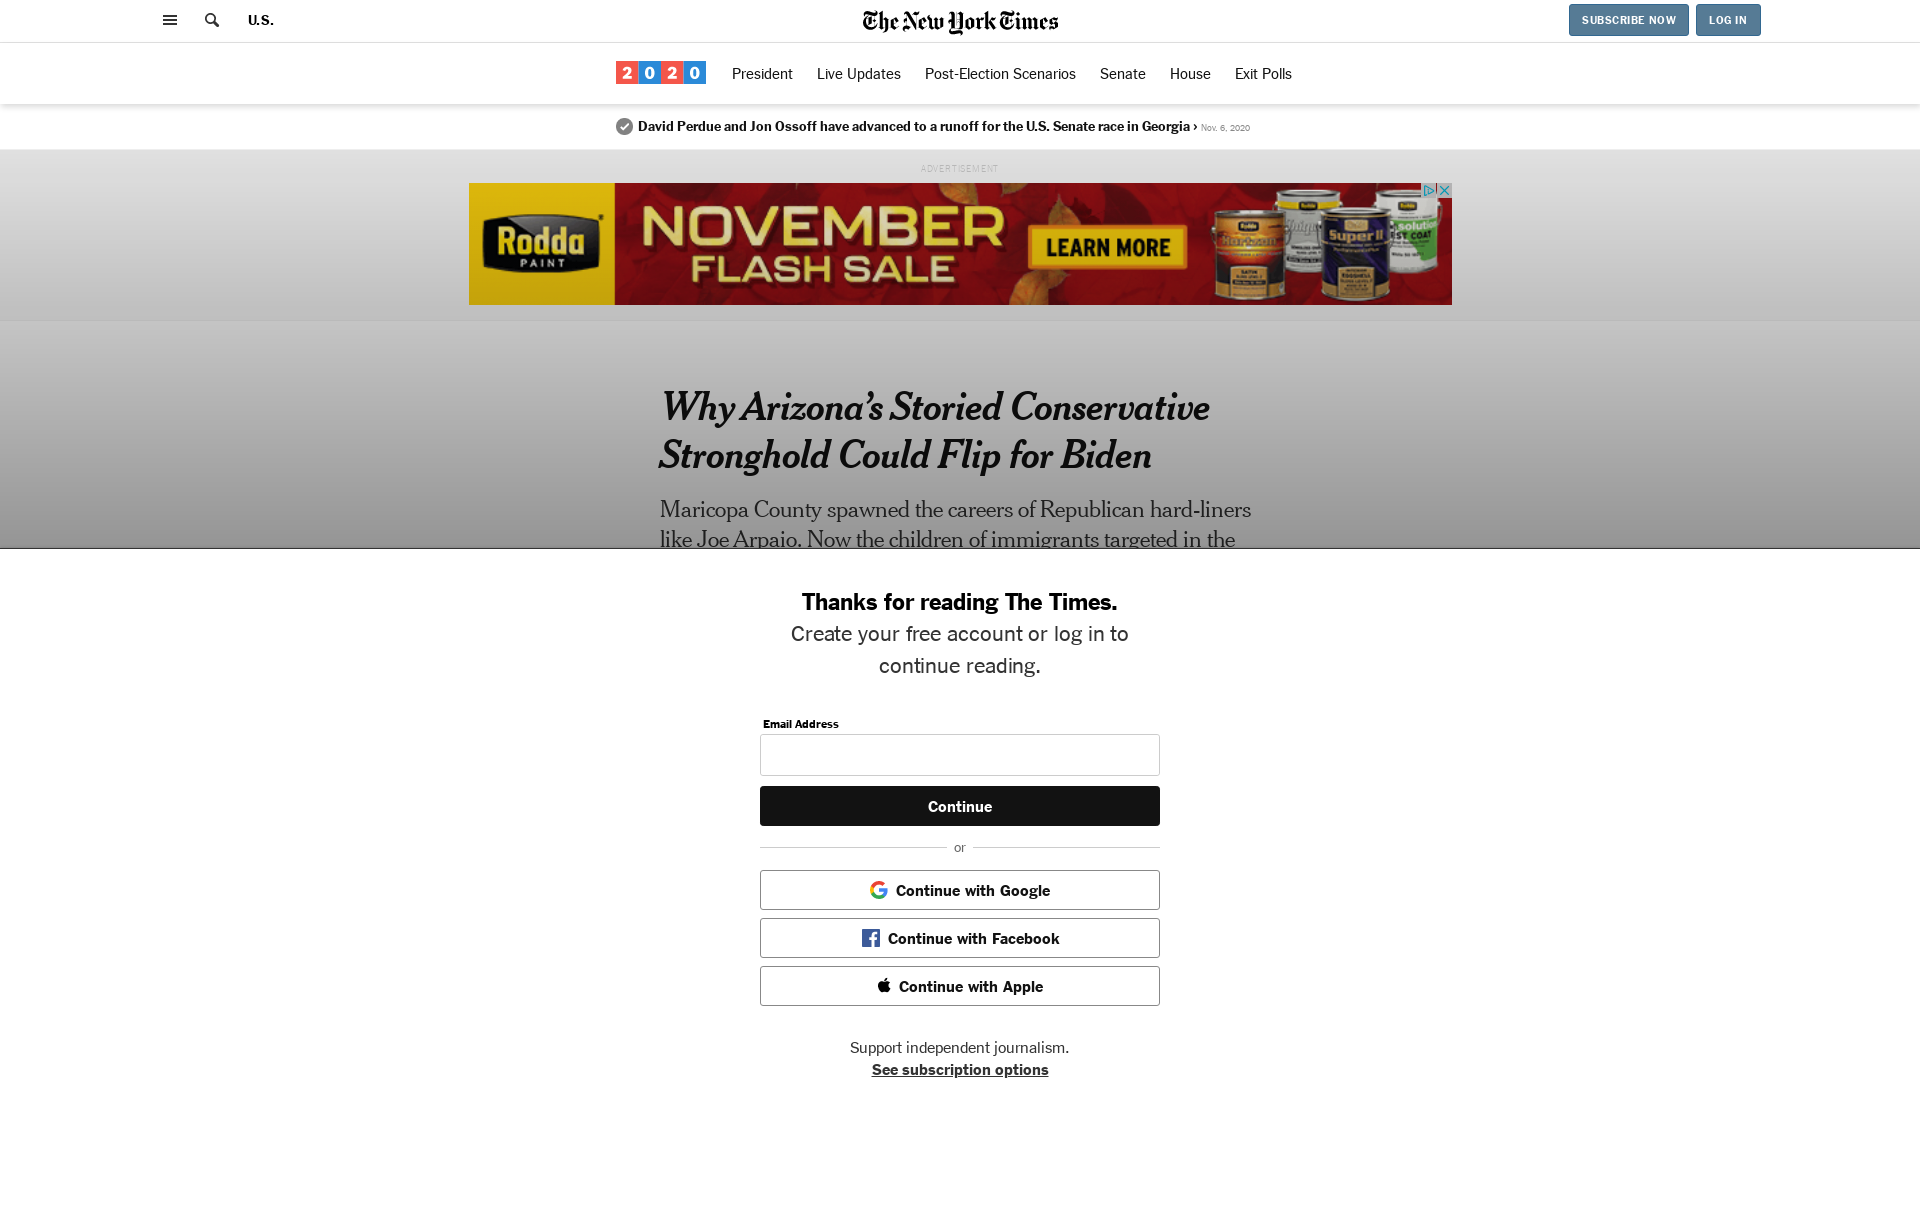 U.S.
The New York Times
SUBSCRIBE NOW
LOG IN
2020
President
Live Updates
Post-Election Scenarios
Senate
House
Exit Polls
David Perdue and Jon Ossoff have advanced to a runoff for the U.S. Senate race in Georgia › Nov. 6, 2020
ADVERTISEMENT
Rodda
PAINT
NOVEMBER
FLASH SALE
LEARN MORE
Super II
Why Arizona’s Storied Conservative
Stronghold Could Flip for Biden
Maricopa County spawned the careers of Republican hard-liners
like Joe Arpaio. Now the children of immigrants targeted in the
Thanks for reading The Times.
Create your free account or log in to
continue reading.
Email Address
Continue
or
Continue with Google
Continue with Facebook
Continue with Apple
Support independent journalism.
See subscription options